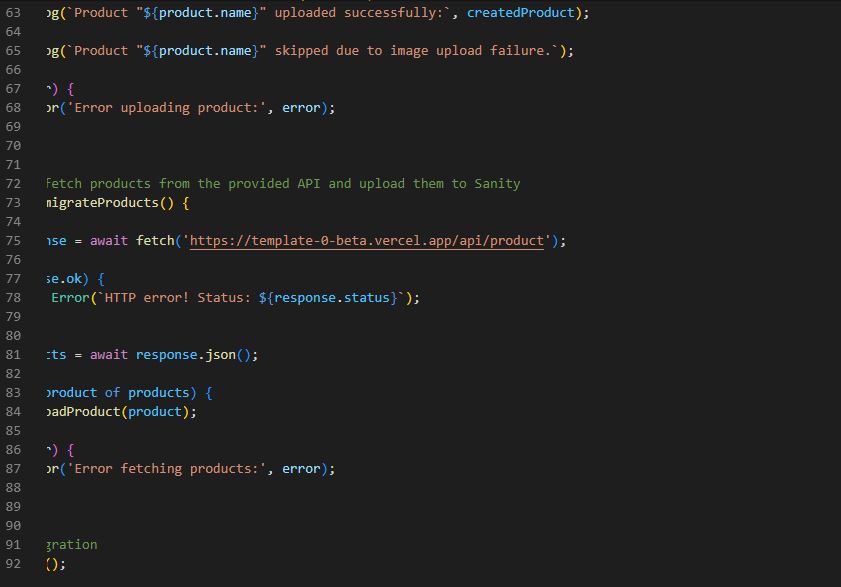 63 og(`Product "${product.name}" uploaded successfully:`, createdProduct);
64
65 og(`Product "${product.name}" skipped due to image upload failure.`);
66
67 ) {
68 or('Error uploading product:', error);
69
70
71
72 Fetch products from the provided API and upload them to Sanity
73 migrateProducts() {
74
75 nse = await fetch('https://template-0-beta.vercel.app/api/product');
76
77 se.ok) {
78 Error(`HTTP error! Status: ${response.status}`);
79
80
81 cts = await response.json();
82
83 product of products) {
84 oadProduct(product);
85
86 ) {
87 or('Error fetching products:', error);
88
89
90
91 gration
92 ();